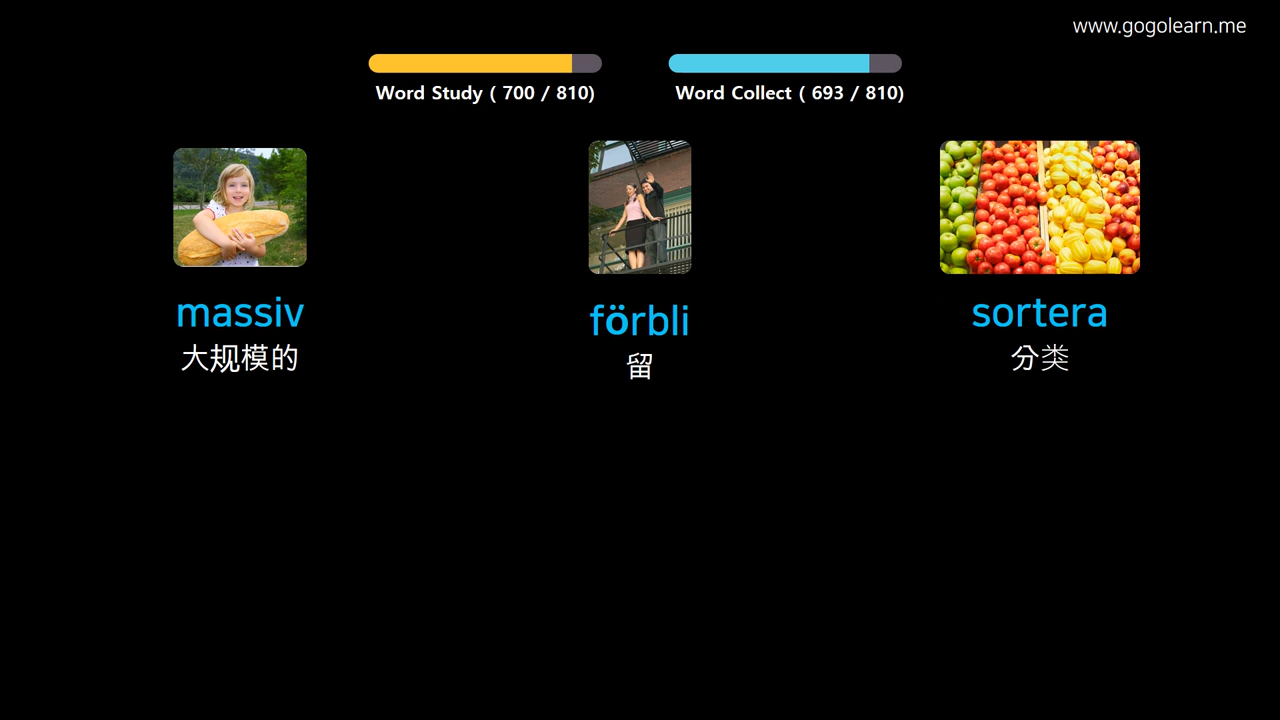 www.gogolearn.me
Word Study ( 700 / 810)
Word Collect ( 693 / 810)
massiv
大规模的
förbli
留
sortera
分类